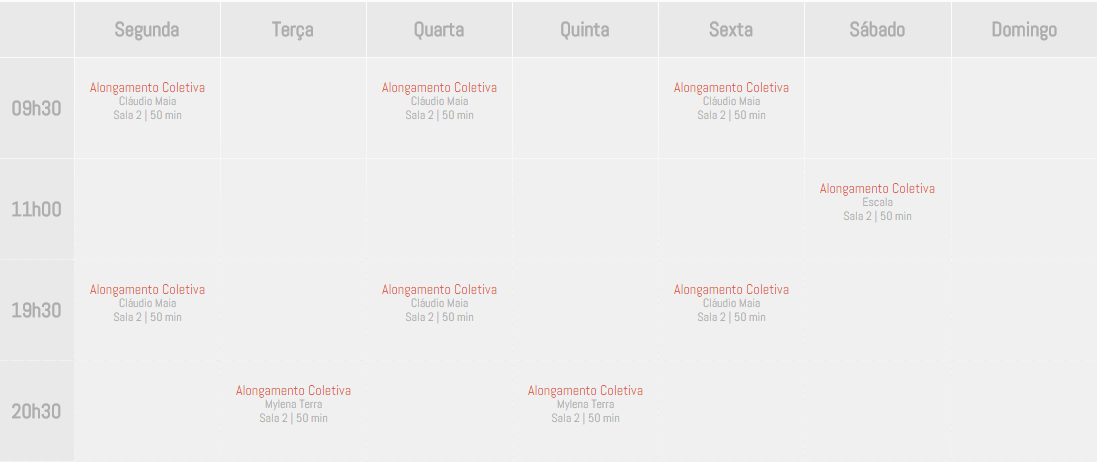 Segunda
Terça
Quarta
Quinta
Sexta
Sábado
Domingo
09h30
Alongamento Coletiva
Cláudio Maia
Sala 2 | 50 min
Alongamento Coletiva
Cláudio Maia
Sala 2 | 50 min
Alongamento Coletiva
Cláudio Maia
Sala 2 | 50 min
11h00
Alongamento Coletiva
Escala
Sala 2 | 50 min
19h30
Alongamento Coletiva
Cláudio Maia
Sala 2 | 50 min
Alongamento Coletiva
Cláudio Maia
Sala 2 | 50 min
Alongamento Coletiva
Cláudio Maia
Sala 2 | 50 min
20h30
Alongamento Coletiva
Mylena Terra
Sala 2 | 50 min
Alongamento Coletiva
Mylena Terra
Sala 2 | 50 min